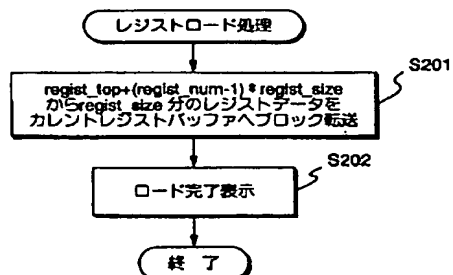 レジストロード処理
S201
regist_top+(regist_num-1)*regist_size
からregist_size 分のレジストデータを
カレントレジストバッファへブロック転送
S202
ロード完了表示
終 了